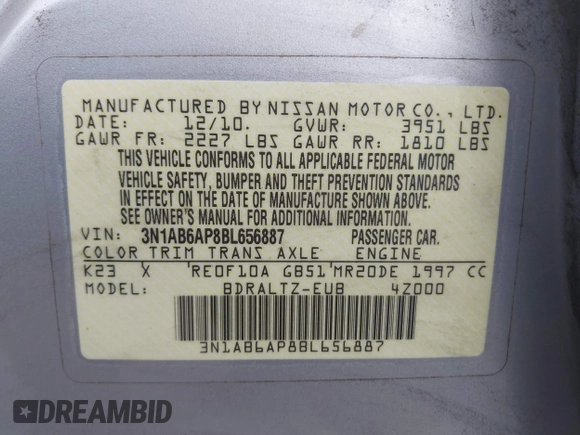 MANUFACTURED BY NISSAN MOTOR CO., LTD.
DATE: 12/10. GVWR: 3951 LBS
GAWR FR: 2227 LBS GAWR RR: 1810 LBS
THIS VEHICLE CONFORMS TO ALL APPLICABLE FEDERAL MOTOR
VEHICLE SAFETY, BUMPER AND THEFT PREVENTION STANDARDS
IN EFFECT ON THE DATE OF MANUFACTURE SHOWN ABOVE.
SEE OWNER'S MANUAL FOR ADDITIONAL INFORMATION.
VIN: 3N1AB6AP8BL656887 PASSENGER CAR.
COLOR TRIM TRANS AXLE ENGINE
K23 X RE0F10A GB51 MR20DE 1997 CC
MODEL: BDRALTZ-EUB 4Z000
3N1AB6AP8BL656887
DREAMBID